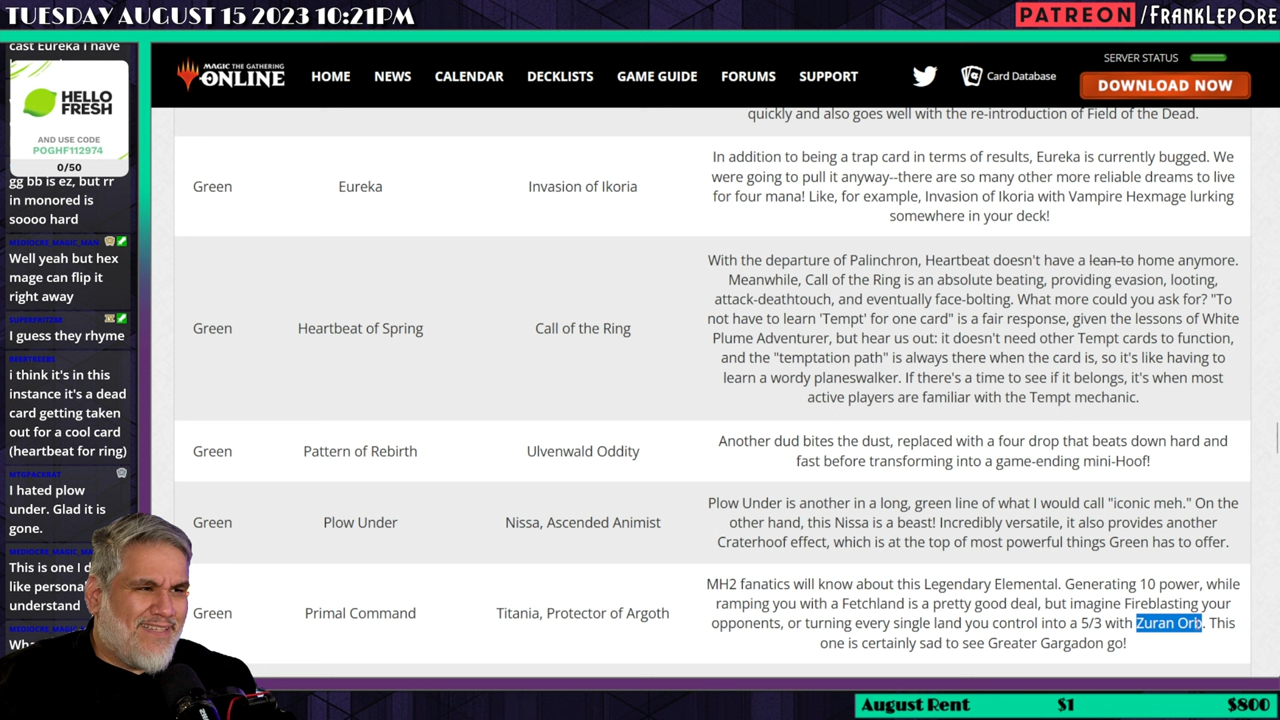 TUESDAY AUGUST 15 2023 10:21PM
PATREON /FRANKLEPORE
cast Eureka I have
HELLO
FRESH
AND USE CODE
POGHF112974
0/50
gg bb is ez, but rr
in monored is
soooo hard
MEDIOCRE_MAGIC_MAN
Well yeah but hex
mage can flip it
right away
I guess they rhyme
i think it's in this
instance it's a dead
card getting taken
out for a cool card
(heartbeat for ring)
MTGPACKRAT
I hated plow
under. Glad it is
gone.
MEDIOCRE_MAGIC_MA
This is one I d
like persona
understand
MEDIOCRE_MAGIC_M
MAGIC THE GATHERING
ONLINE
HOME
NEWS
CALENDAR
DECKLISTS
GAME GUIDE
FORUMS
SUPPORT
Card Database
SERVER STATUS
DOWNLOAD NOW
quickly and also goes well with the re-introduction of Field of the Dead.
Green
Eureka
Invasion of Ikoria
In addition to being a trap card in terms of results, Eureka is currently bugged. We
were going to pull it anyway--there are so many other more reliable dreams to live
for four mana! Like, for example, Invasion of Ikoria with Vampire Hexmage lurking
somewhere in your deck!
Green
Heartbeat of Spring
Call of the Ring
With the departure of Palinchron, Heartbeat doesn't have a lean-to home anymore.
Meanwhile, Call of the Ring is an absolute beating, providing evasion, looting,
attack-deathtouch, and eventually face-bolting. What more could you ask for? "To
not have to learn 'Tempt' for one card" is a fair response, given the lessons of White
Plume Adventurer, but hear us out: it doesn't need other Tempt cards to function,
and the "temptation path" is always there when the card is, so it's like having to
learn a wordy planeswalker. If there's a time to see if it belongs, it's when most
active players are familiar with the Tempt mechanic.
Green
Pattern of Rebirth
Ulvenwald Oddity
Another dud bites the dust, replaced with a four drop that beats down hard and
fast before transforming into a game-ending mini-Hoof!
Green
Plow Under
Nissa, Ascended Animist
Plow Under is another in a long, green line of what I would call "iconic meh." On the
other hand, this Nissa is a beast! Incredibly versatile, it also provides another
Craterhoof effect, which is at the top of most powerful things Green has to offer.
Green
Primal Command
Titania, Protector of Argoth
MH2 fanatics will know about this Legendary Elemental. Generating 10 power, while
ramping you with a Fetchland is a pretty good deal, but imagine Fireblasting your
opponents, or turning every single land you control into a 5/3 with Zuran Orb. This
one is certainly sad to see Greater Gargadon go!
August Rent $1 $800